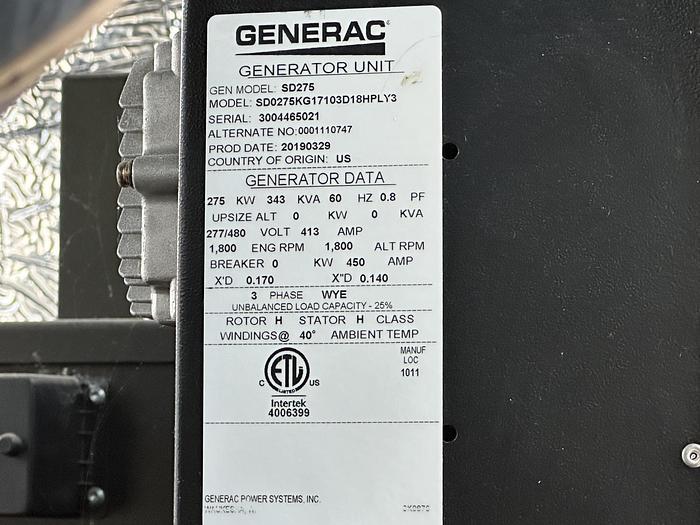 GENERAC
GENERATOR UNIT
GEN MODEL: SD275
MODEL: SD0275KG17103D18HPLY3
SERIAL: 3004465021
ALTERNATE NO:0001110747
PROD DATE: 20190329
COUNTRY OF ORIGIN: US
GENERATOR DATA
275 KW 343 KVA 60 HZ 0.8 PF
UPSIZE ALT 0 KW 0 KVA
277/480 VOLT 413 AMP
1,800 ENG RPM 1,800 ALT RPM
BREAKER 0 KW 450 AMP
X'D 0.170 X"D 0.140
3 PHASE WYE
UNBALANCED LOAD CAPACITY - 25%
ROTOR H STATOR H CLASS
WINDINGS@ 40° AMBIENT TEMP
C ETL US
LISTED
Intertek
4006399
MANUF
LOC
1011
GENERAC POWER SYSTEMS, INC.